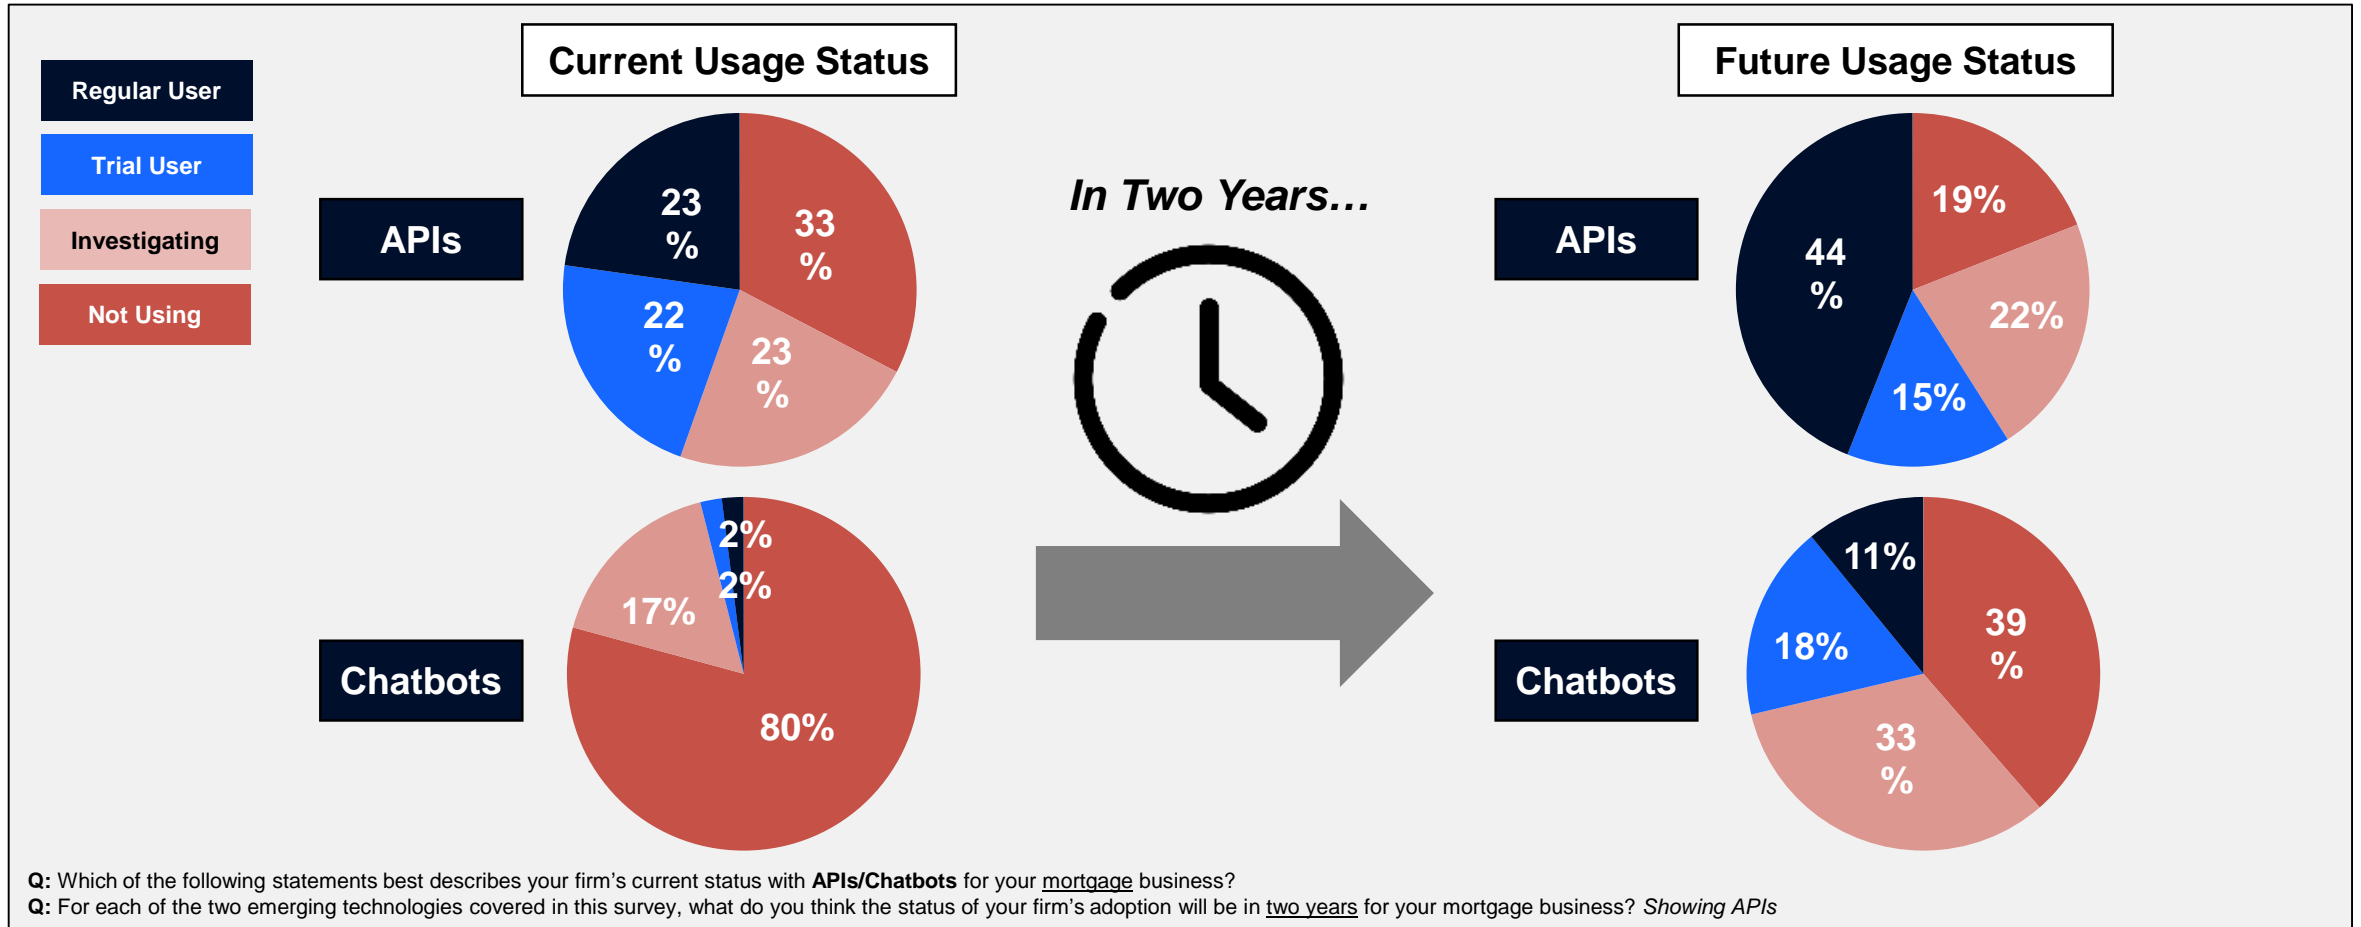 Current Usage Status
Future Usage Status
Regular User
Trial User
Investigating
Not Using
APIs
23
%
33
%
22
%
23
%
In Two Years…
APIs
19%
44
%
22%
15%
Chatbots
2%
2%
17%
80%
Chatbots
11%
39
%
18%
33
%
Q: Which of the following statements best describes your firm’s current status with APIs/Chatbots for your mortgage business?
Q: For each of the two emerging technologies covered in this survey, what do you think the status of your firm’s adoption will be in two years for your mortgage business? Showing APIs